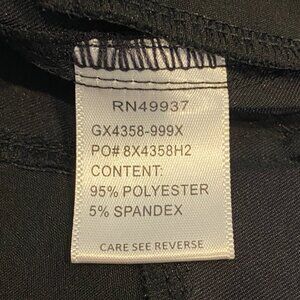 RN49937
GX4358-999X
PO# 8X4358H2
CONTENT:
95% POLYESTER
5% SPANDEX
CARE SEE REVERSE